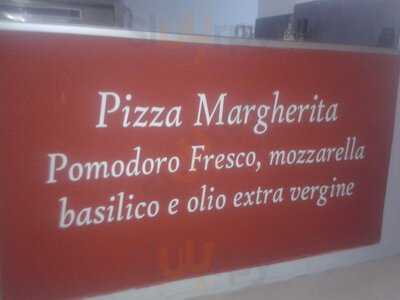 Pizza Margherita
Pomodoro Fresco, mozzarella
basilico e olio extra vergine